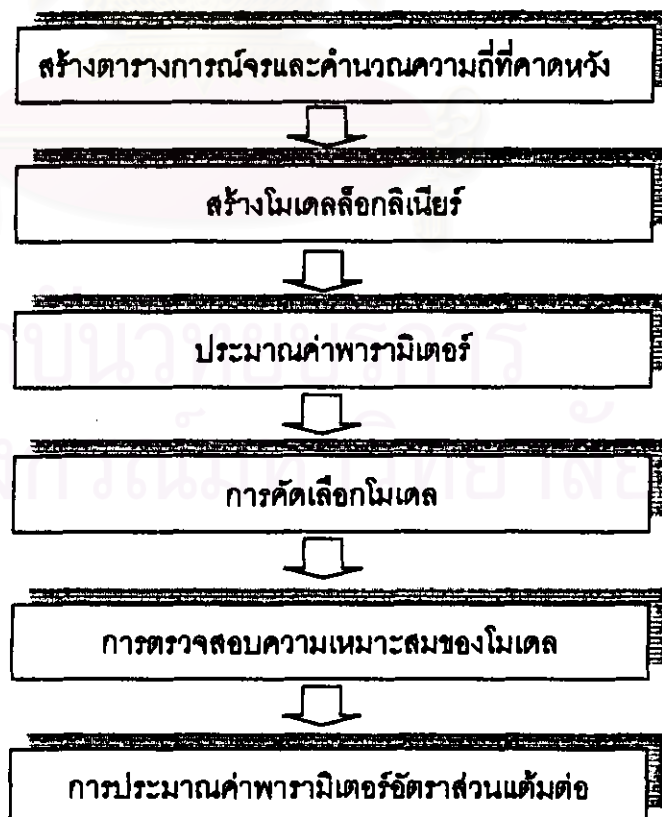 สร้างตารางการณ์จรและคำนวณความถี่ที่คาดหวัง
สร้างโมเดลล็อกลิเนียร์
ประมาณค่าพารามิเตอร์
การคัดเลือกโมเดล
การตรวจสอบความเหมาะสมของโมเดล
การประมาณค่าพารามิเตอร์อัตราส่วนแต้มต่อ